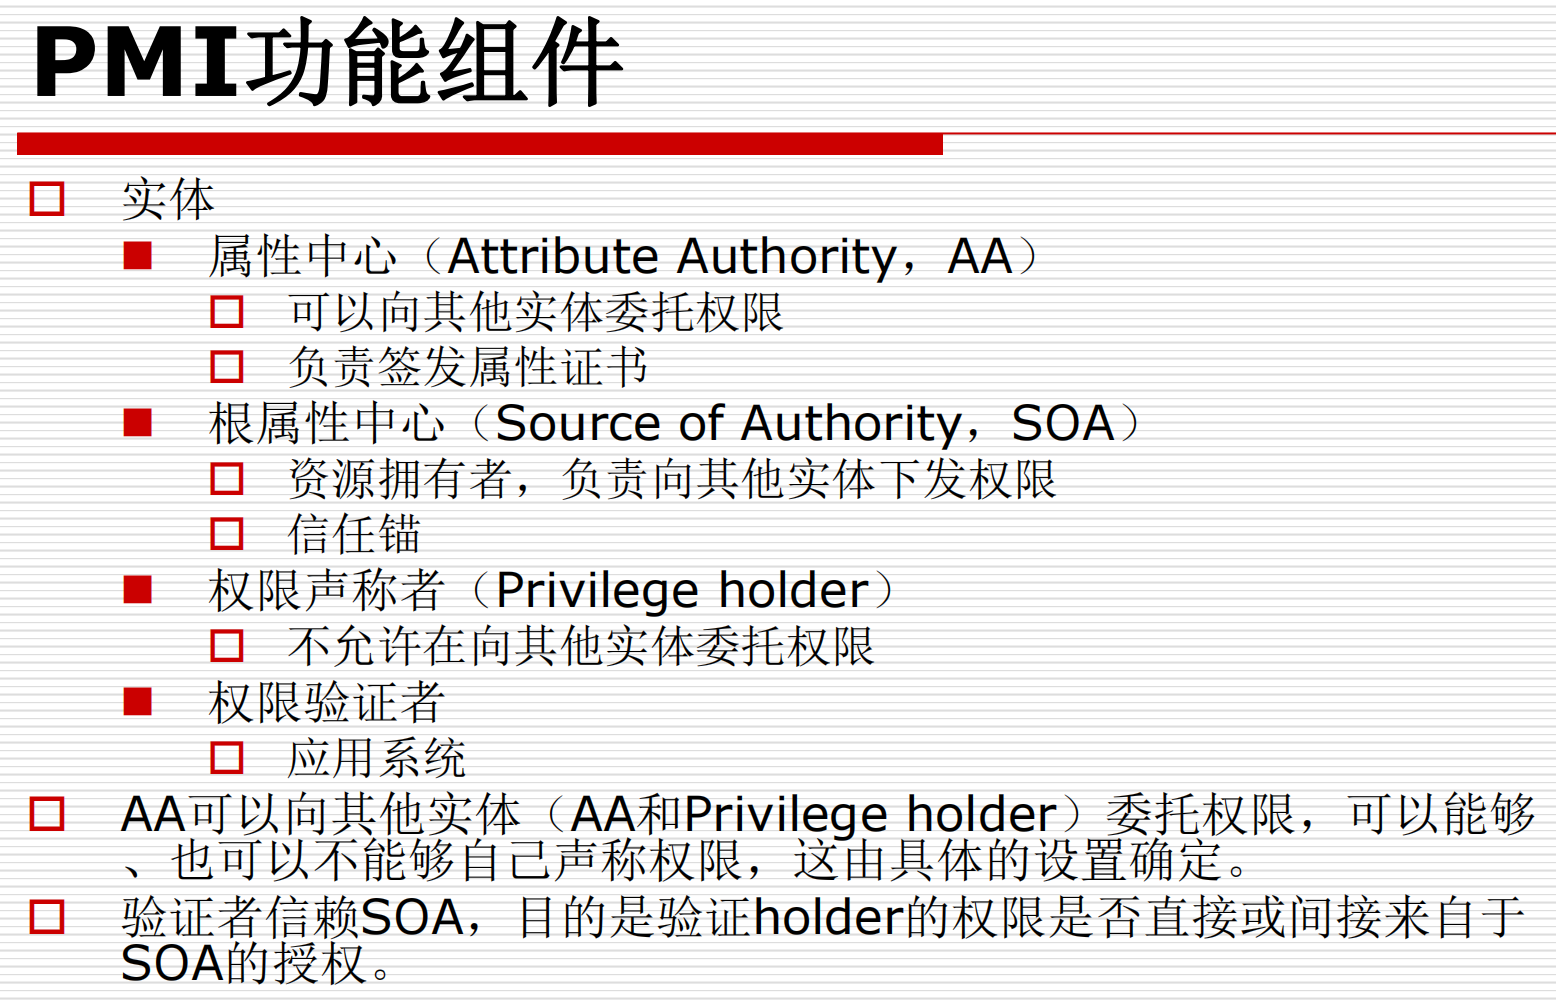 PMI功能组件
实体
属性中心（Attribute Authority，AA）
可以向其他实体委托权限
负责签发属性证书
根属性中心（Source of Authority，SOA）
资源拥有者，负责向其他实体下发权限
信任锚
权限声称者（Privilege holder）
不允许在向其他实体委托权限
权限验证者
应用系统
AA可以向其他实体（AA和Privilege holder）委托权限，可以能够
、也可以不能够自己声称权限，这由具体的设置确定。
验证者信赖SOA，目的是验证holder的权限是否直接或间接来自于
SOA的授权。